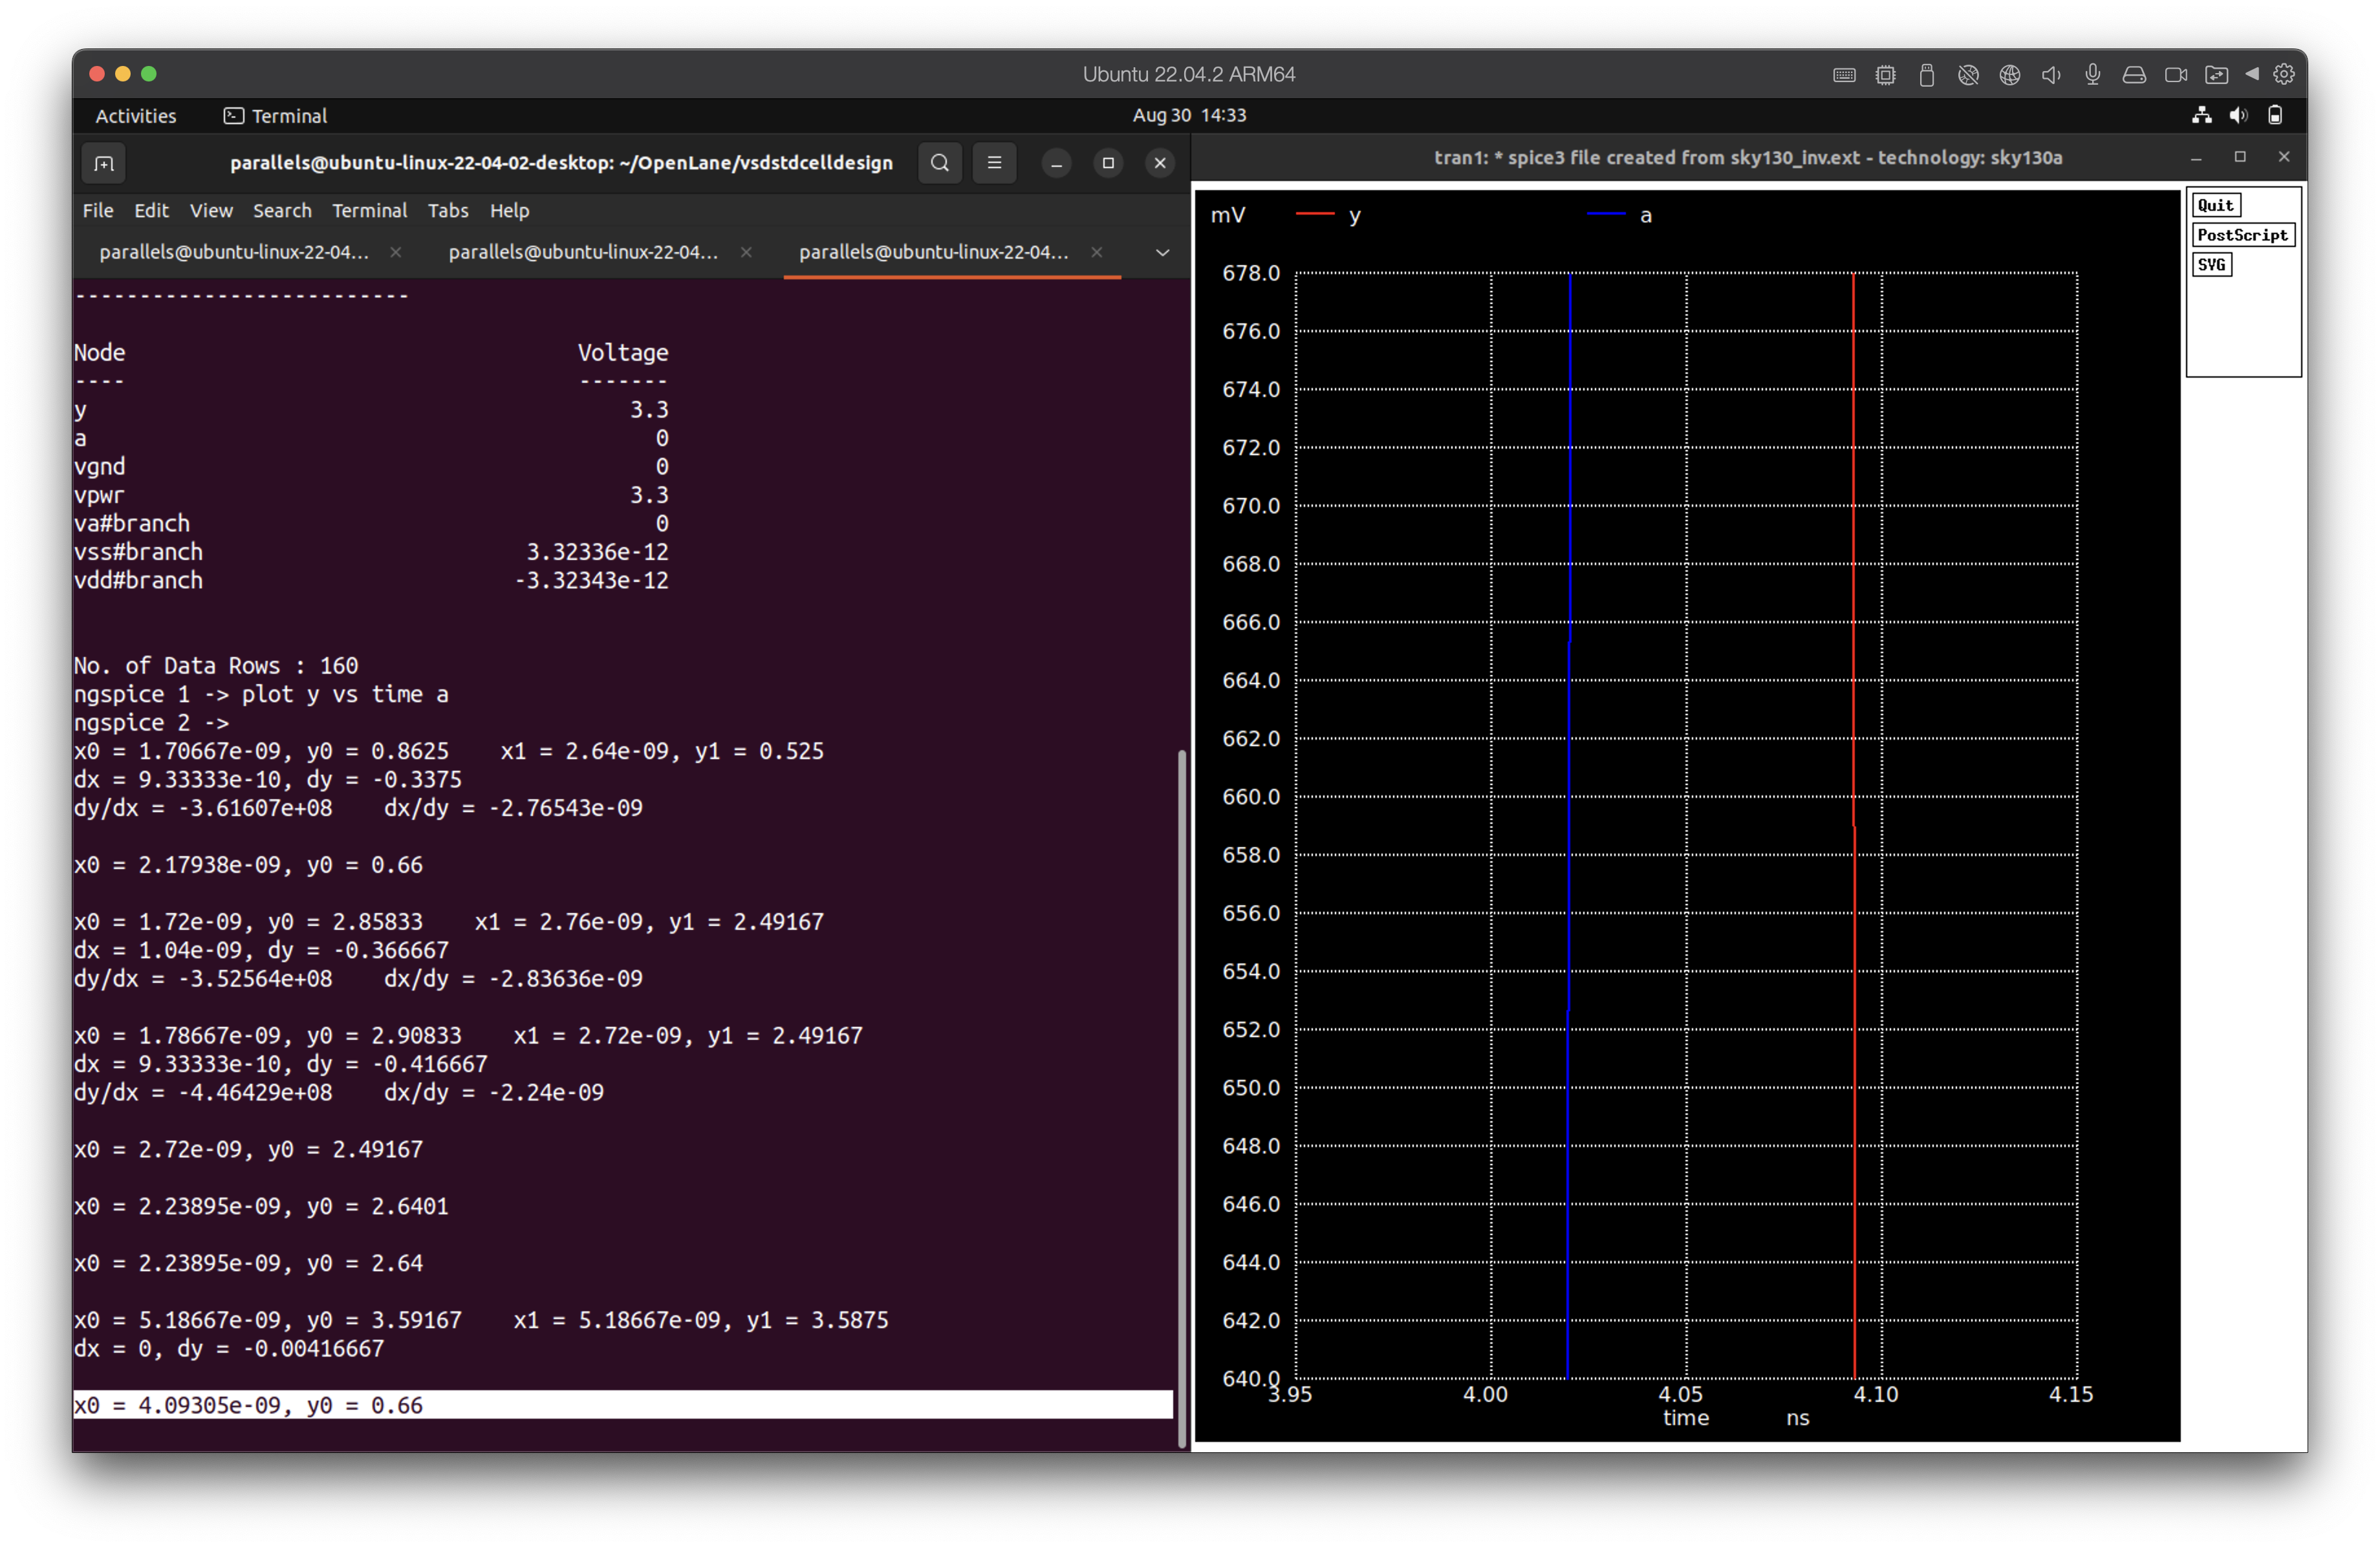 Ubuntu 22.04.2 ARM64
Activities Terminal Aug 30 14:33
parallels@ubuntu-linux-22-04-02-desktop: ~/OpenLane/vsdstdcelldesign
File Edit View Search Terminal Tabs Help
parallels@ubuntu-linux-22-04... parallels@ubuntu-linux-22-04... parallels@ubuntu-linux-22-04...
--------------------------
Node Voltage
---- -------
y 3.3
a 0
vgnd 0
vpwr 3.3
va#branch 0
vss#branch 3.32336e-12
vdd#branch -3.32343e-12
No. of Data Rows : 160
ngspice 1 -> plot y vs time a
ngspice 2 ->
x0 = 1.70667e-09, y0 = 0.8625 x1 = 2.64e-09, y1 = 0.525
dx = 9.33333e-10, dy = -0.3375
dy/dx = -3.61607e+08 dx/dy = -2.76543e-09
x0 = 2.17938e-09, y0 = 0.66
x0 = 1.72e-09, y0 = 2.85833 x1 = 2.76e-09, y1 = 2.49167
dx = 1.04e-09, dy = -0.366667
dy/dx = -3.52564e+08 dx/dy = -2.83636e-09
x0 = 1.78667e-09, y0 = 2.90833 x1 = 2.72e-09, y1 = 2.49167
dx = 9.33333e-10, dy = -0.416667
dy/dx = -4.46429e+08 dx/dy = -2.24e-09
x0 = 2.72e-09, y0 = 2.49167
x0 = 2.23895e-09, y0 = 2.6401
x0 = 2.23895e-09, y0 = 2.64
x0 = 5.18667e-09, y0 = 3.59167 x1 = 5.18667e-09, y1 = 3.5875
dx = 0, dy = -0.00416667
x0 = 4.09305e-09, y0 = 0.66
tran1: * spice3 file created from sky130_inv.ext - technology: sky130a
mV y a
678.0
676.0
674.0
672.0
670.0
668.0
666.0
664.0
662.0
660.0
658.0
656.0
654.0
652.0
650.0
648.0
646.0
644.0
642.0
640.0
3.95 4.00 4.05 4.10 4.15
time ns
Quit
PostScript
SVG